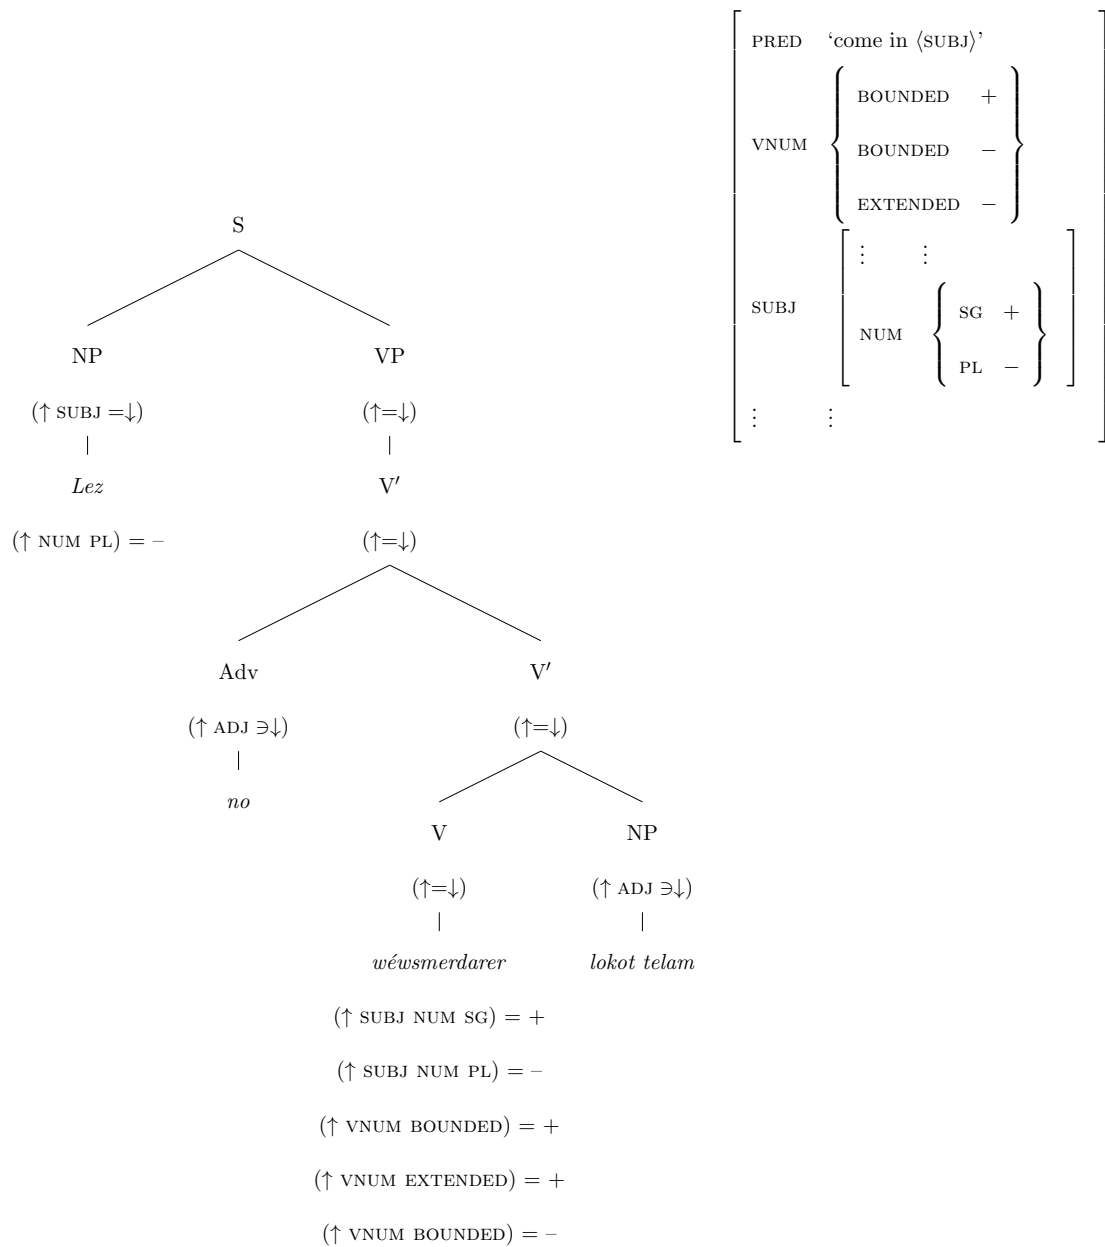 PRED ‘come in ⟨SUBJ⟩’
VNUM
BOUNDED +
BOUNDED −
EXTENDED −
SUBJ
⋮ ⋮
NUM
SG +
PL −
⋮ ⋮
S
NP VP
(↑ SUBJ =↓) (↑=↓)
Lez V′
(↑ NUM PL) = – (↑=↓)
Adv V′
(↑ ADJ ∋↓) (↑=↓)
no
V NP
(↑=↓) (↑ ADJ ∋↓)
wéwsmerdarer lokot telam
(↑ SUBJ NUM SG) = +
(↑ SUBJ NUM PL) = –
(↑ VNUM BOUNDED) = +
(↑ VNUM EXTENDED) = +
(↑ VNUM BOUNDED) = –